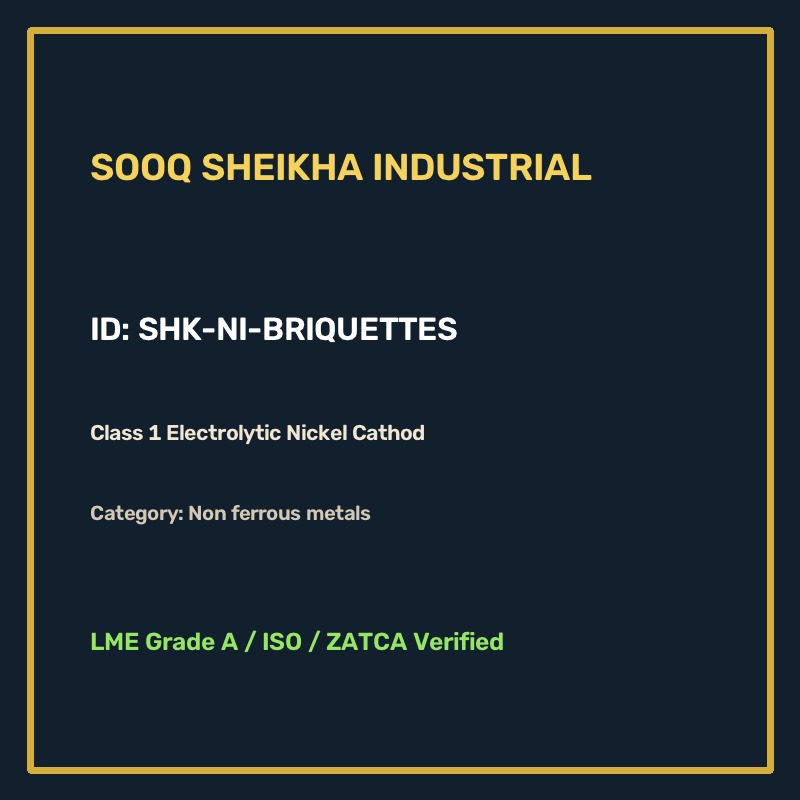 SOOQ SHEIKHA INDUSTRIAL
ID: SHK-NI-BRIQUETTES
Class 1 Electrolytic Nickel Cathod
Category: Non ferrous metals
LME Grade A / ISO / ZATCA Verified